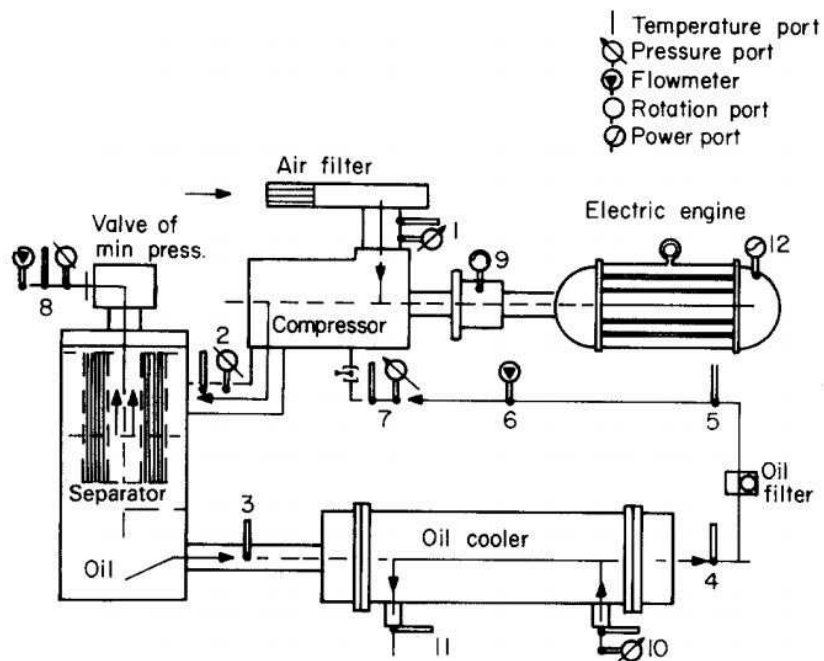 Temperature port
Pressure port
Flowmeter
Rotation port
Power port
Air filter
Valve of
min press.
Electric engine
1
9
12
8
Compressor
2
7
6
5
Separator
Oil
filter
3
Oil cooler
Oil
4
11
10